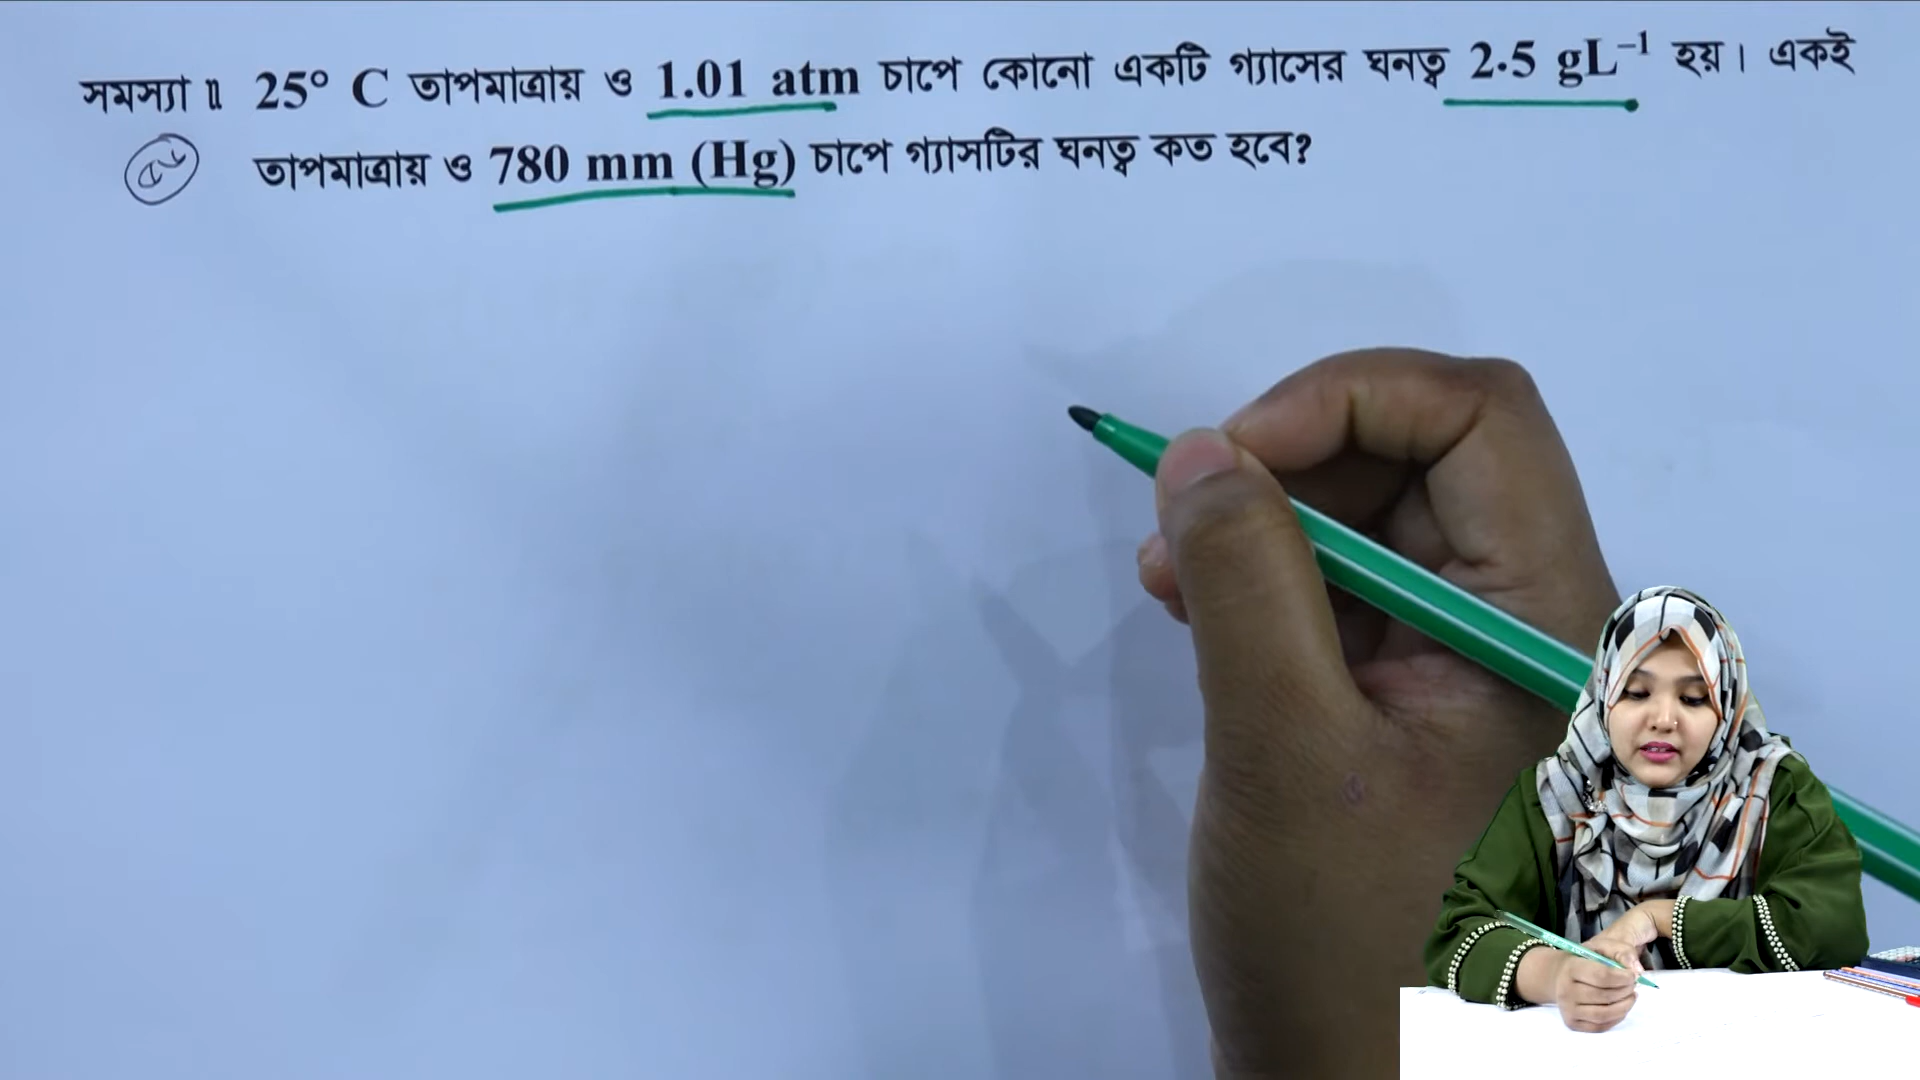 সমস্যা ॥ 25° C তাপমাত্রায় ও 1.01 atm চাপে কোনো একটি গ্যাসের ঘনত্ব 2.5 gL⁻¹ হয়। একই
তাপমাত্রায় ও 780 mm (Hg) চাপে গ্যাসটির ঘনত্ব কত হবে?